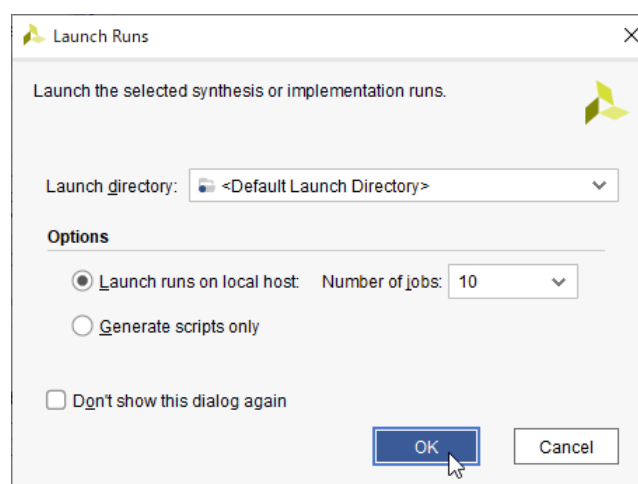 Launch Runs
Launch the selected synthesis or implementation runs.
Launch directory: <Default Launch Directory>
Options
Launch runs on local host: Number of jobs: 10
Generate scripts only
Don't show this dialog again
OK Cancel